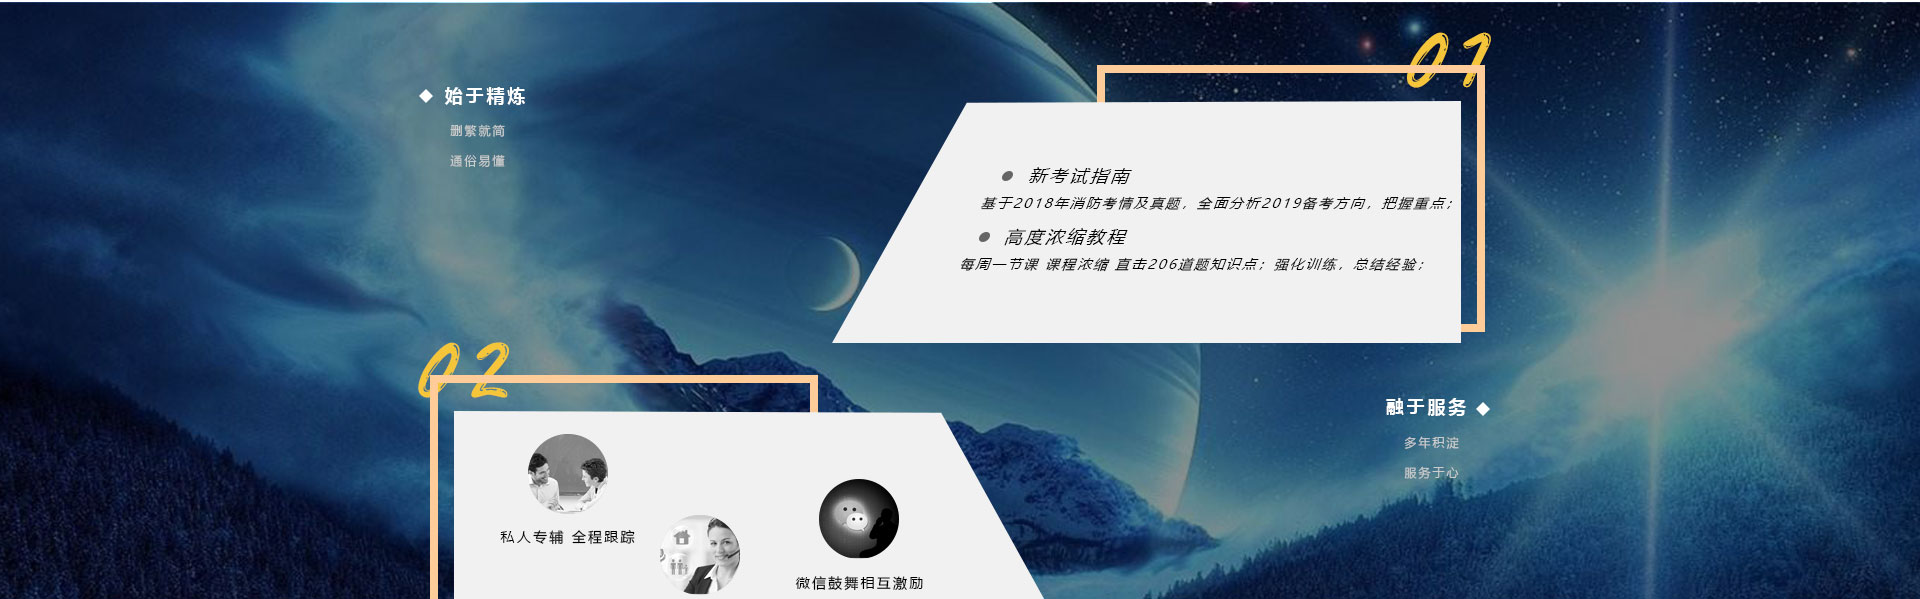 始于精炼
删繁就简
通俗易懂
01
新考试指南
基于2018年消防考情及真题，全面分析2019备考方向，把握重点；
高度浓缩教程
每周一节课 课程浓缩 直击206道题知识点；强化训练，总结经验；
02
私人专辅 全程跟踪
微信鼓舞相互激励
融于服务
多年积淀
服务于心